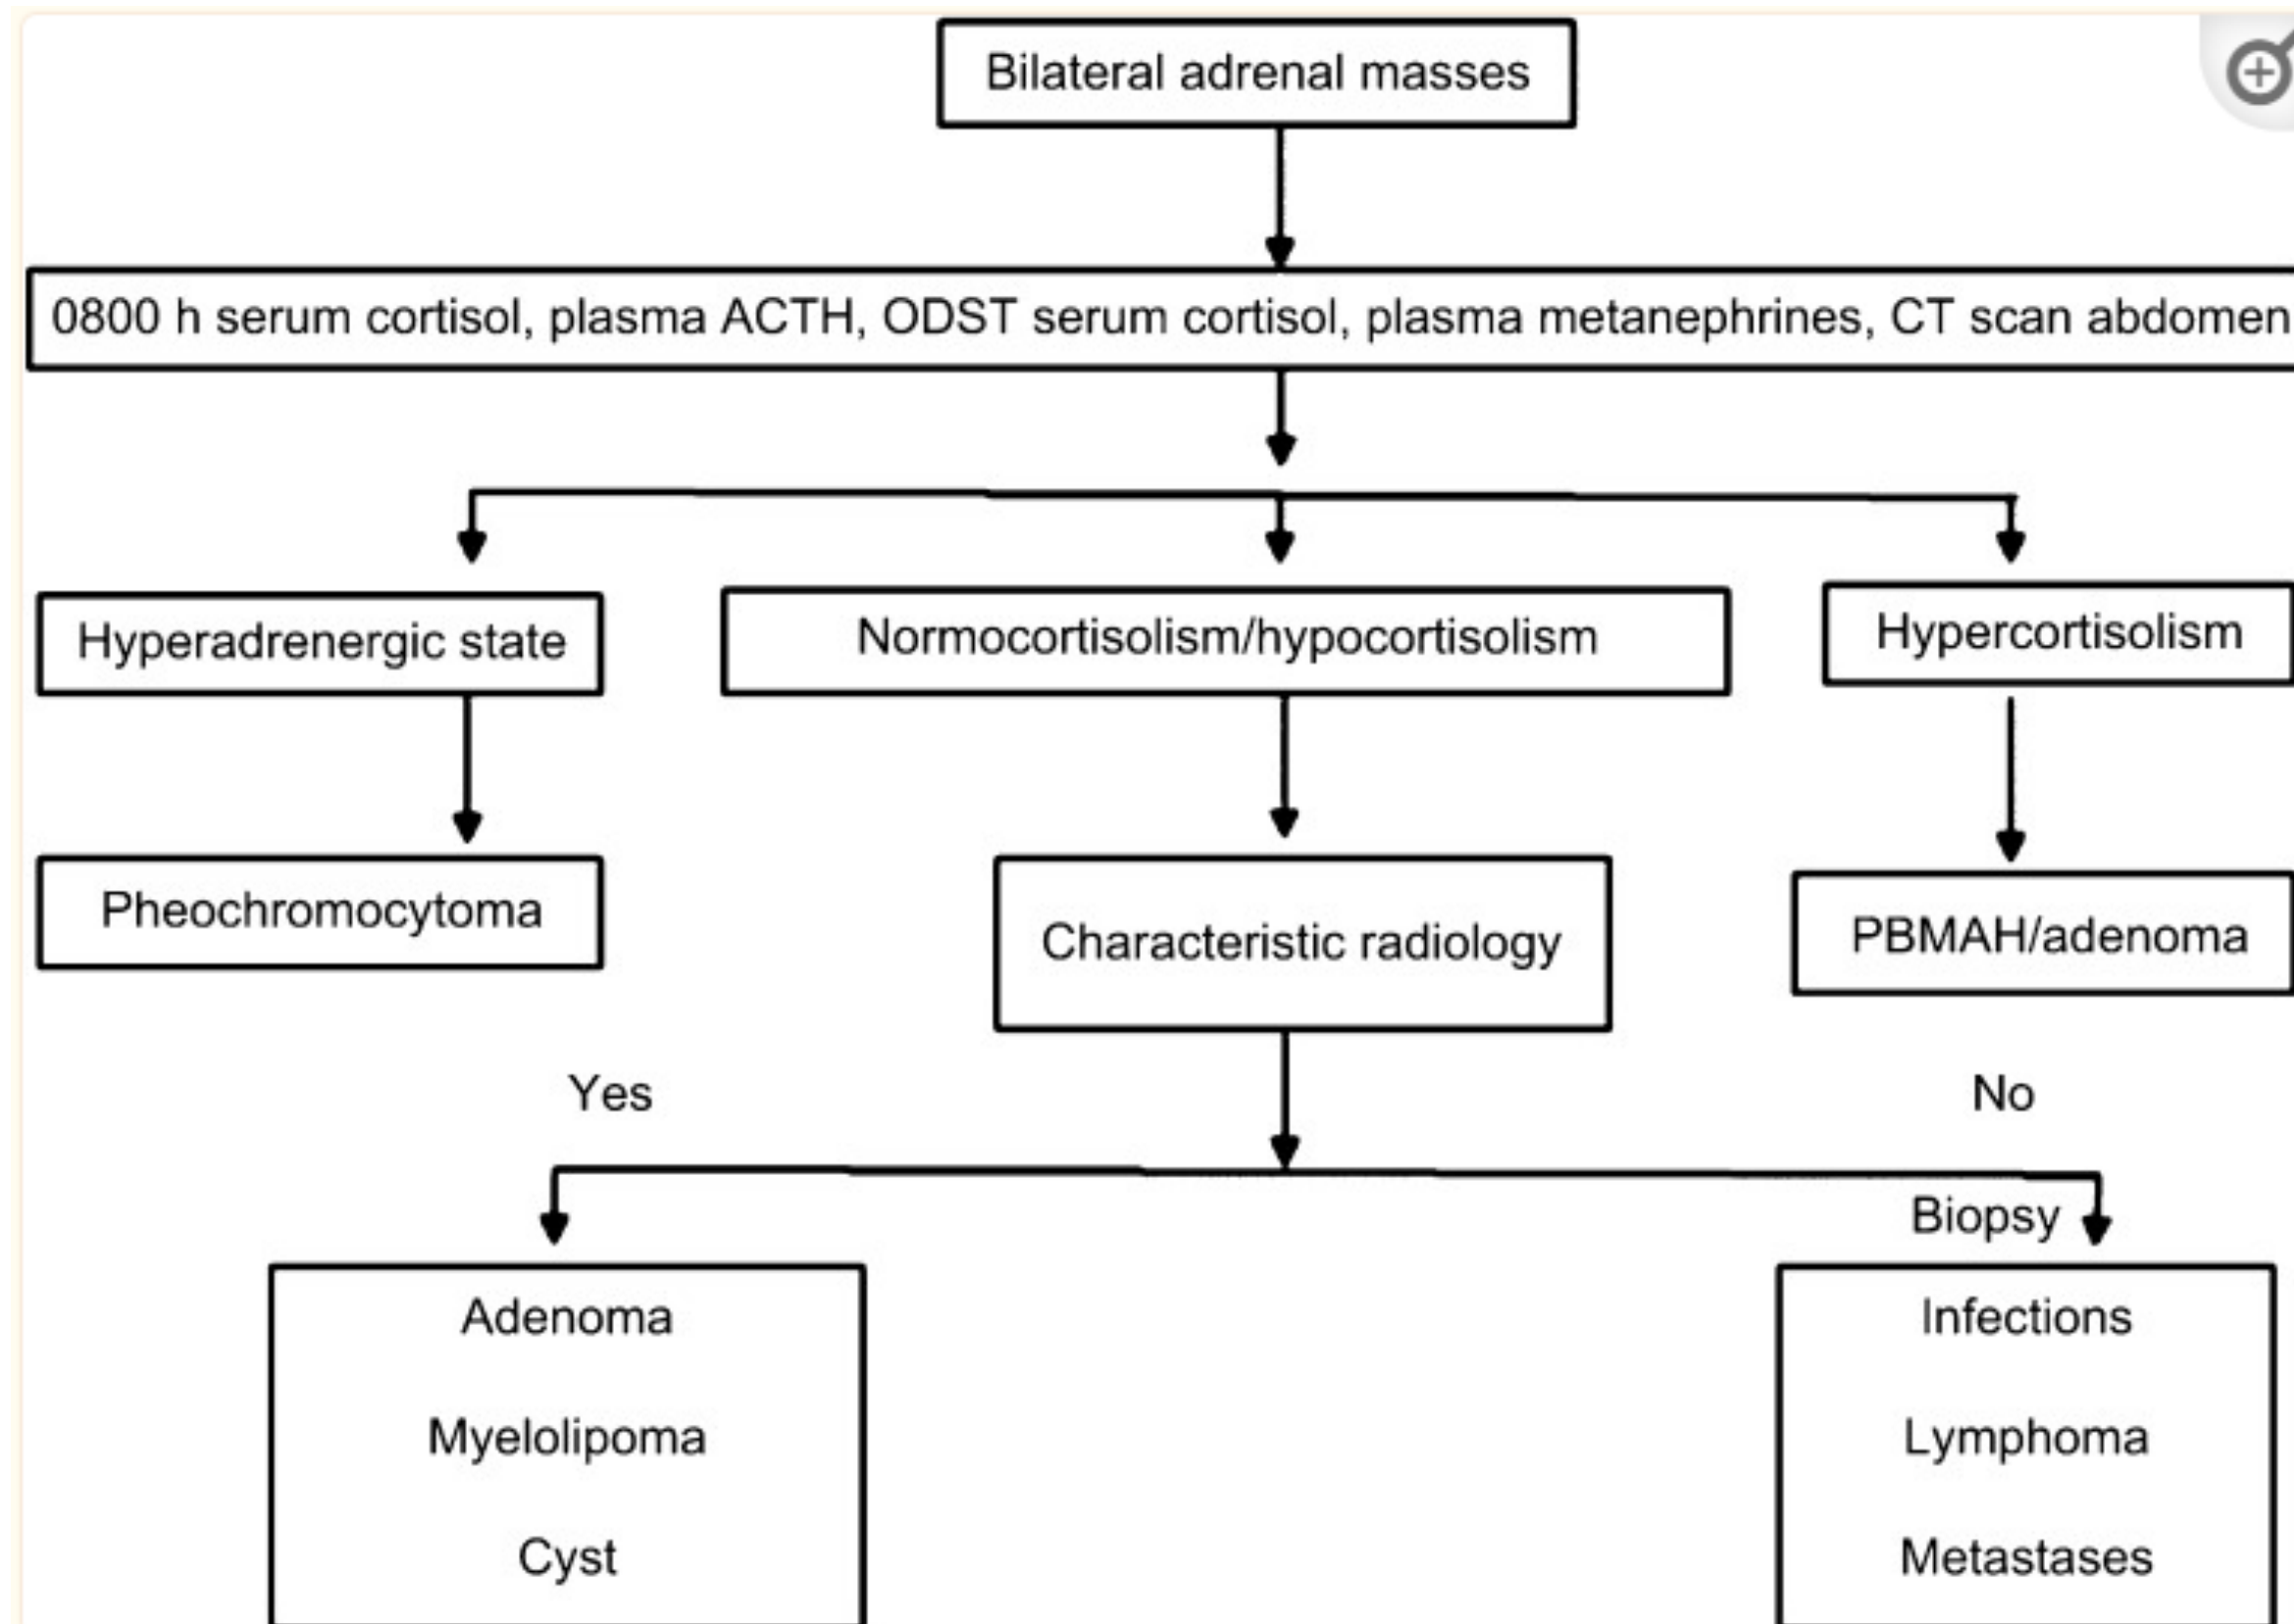 Bilateral adrenal masses
0800 h serum cortisol, plasma ACTH, ODST serum cortisol, plasma metanephrines, CT scan abdomen
Hyperadrenergic state
Normocortisolism/hypocortisolism
Hypercortisolism
Pheochromocytoma
Characteristic radiology
PBMAH/adenoma
Yes
No
Biopsy
Adenoma
Myelolipoma
Cyst
Infections
Lymphoma
Metastases